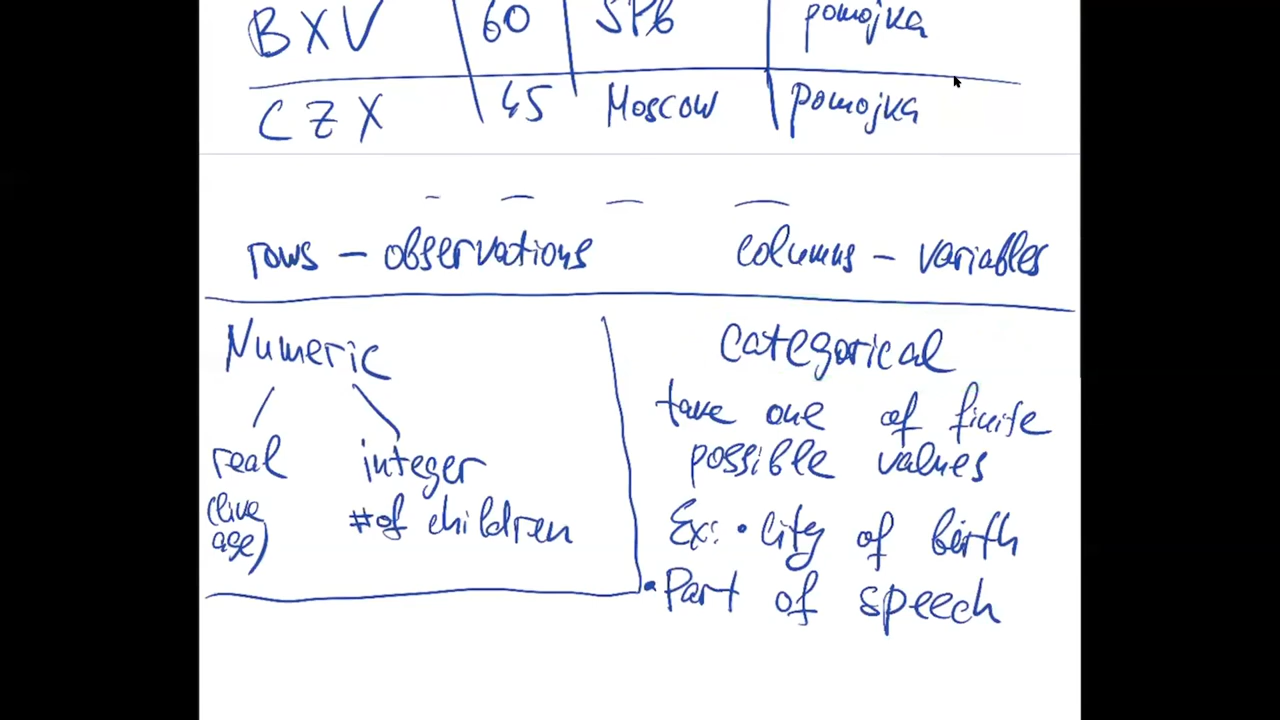 BXV 60 SPb pomojka
CZX 45 Moscow pomojka
rows – observations columns – variables
Numeric
real integer
(like age) # of children
Categorical
take one of finite
possible values
Ex: • City of birth
• Part of speech